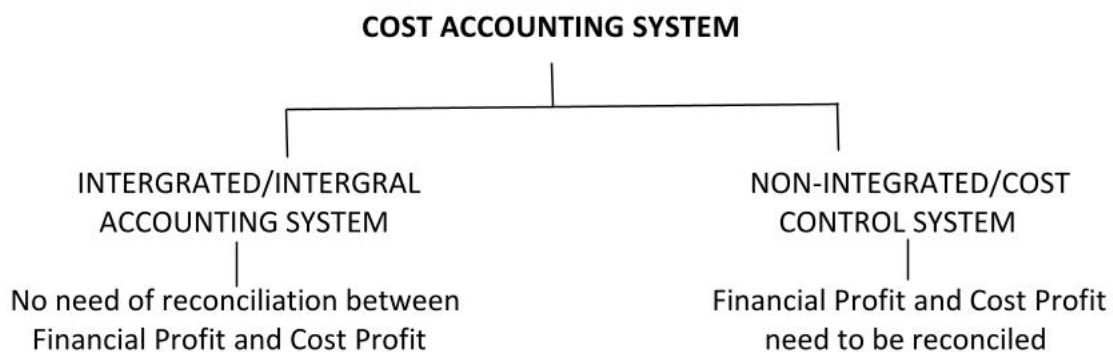 COST ACCOUNTING SYSTEM
INTERGRATED/INTERGRAL
ACCOUNTING SYSTEM
No need of reconciliation between
Financial Profit and Cost Profit
NON-INTEGRATED/COST
CONTROL SYSTEM
Financial Profit and Cost Profit
need to be reconciled